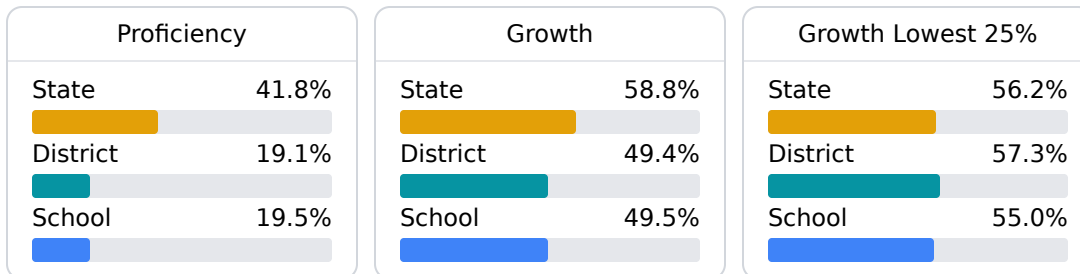 Proficiency
State 41.8%
District 19.1%
School 19.5%
Growth
State 58.8%
District 49.4%
School 49.5%
Growth Lowest 25%
State 56.2%
District 57.3%
School 55.0%